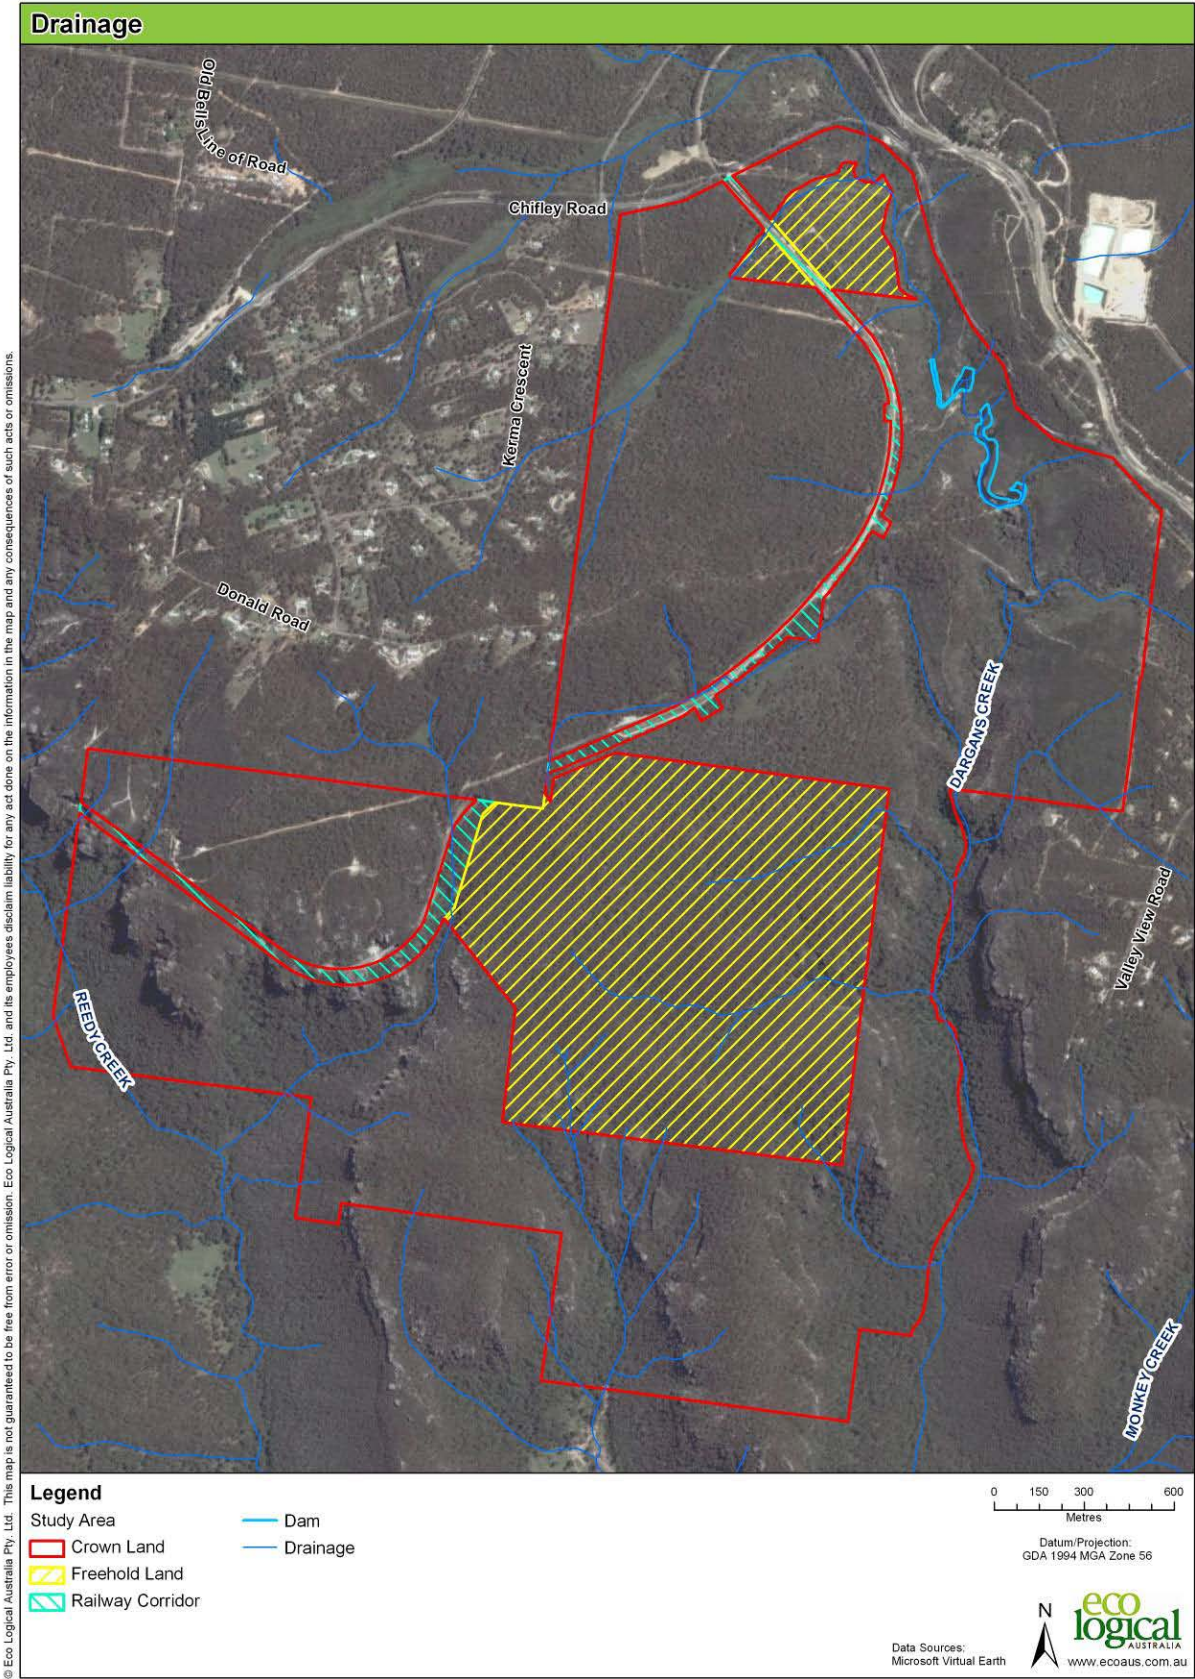 Drainage
Old Bells Line of Road
Chifley Road
Kerma Crescent
Donald Road
DARGANS CREEK
Valley View Road
REEDY CREEK
MONKEY CREEK
© Eco Logical Australia Pty. Ltd. This map is not guaranteed to be free from error or omission. Eco Logical Australia Pty. Ltd. and its employees disclaim liability for any act done on the information in the map and any consequences of such acts or omissions.
Legend
Study Area
Crown Land
Freehold Land
Railway Corridor
Dam
Drainage
0 150 300 600
Metres
Datum/Projection:
GDA 1994 MGA Zone 56
N
eco
logical
AUSTRALIA
www.ecoaus.com.au
Data Sources:
Microsoft Virtual Earth